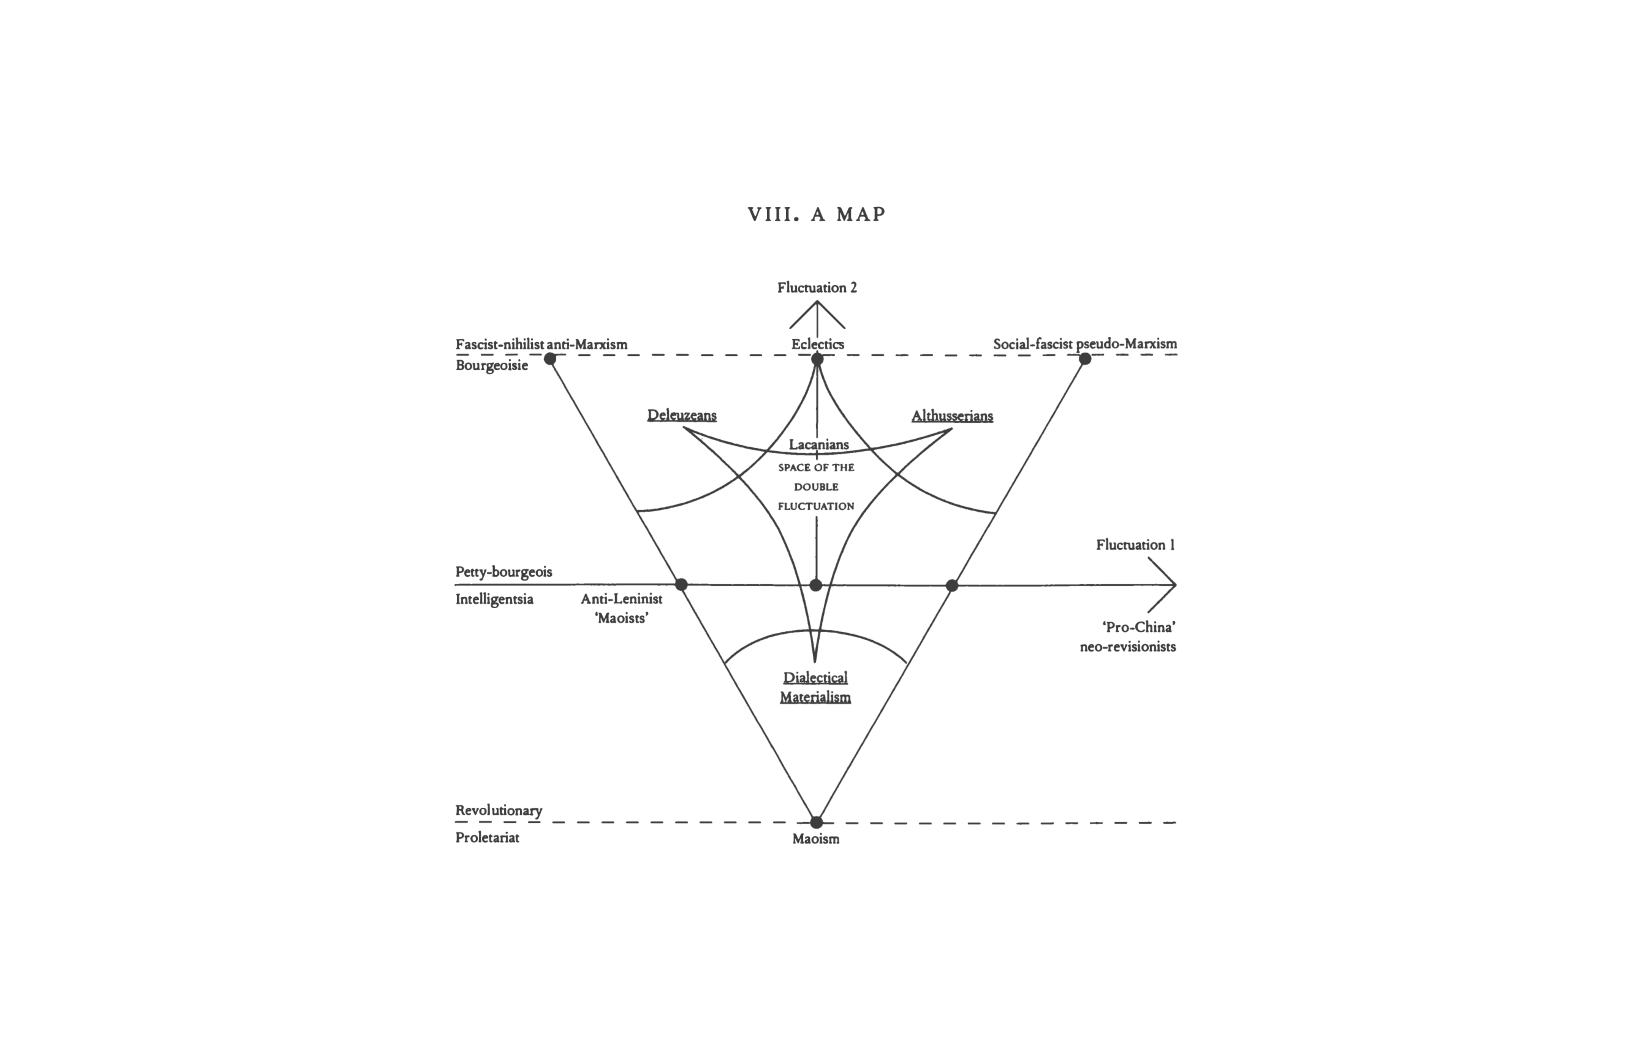 VIII. A MAP
Fluctuation 2
Fascist-nihilist anti-Marxism
Eclectics
Social-fascist pseudo-Marxism
Bourgeoisie
Deleuzeans
Althusserians
Lacanians
SPACE OF THE
DOUBLE
FLUCTUATION
Fluctuation 1
Petty-bourgeois
Intelligentsia
Anti-Leninist
‘Maoists’
‘Pro-China’
neo-revisionists
Dialectical
Materialism
Revolutionary
Proletariat
Maoism